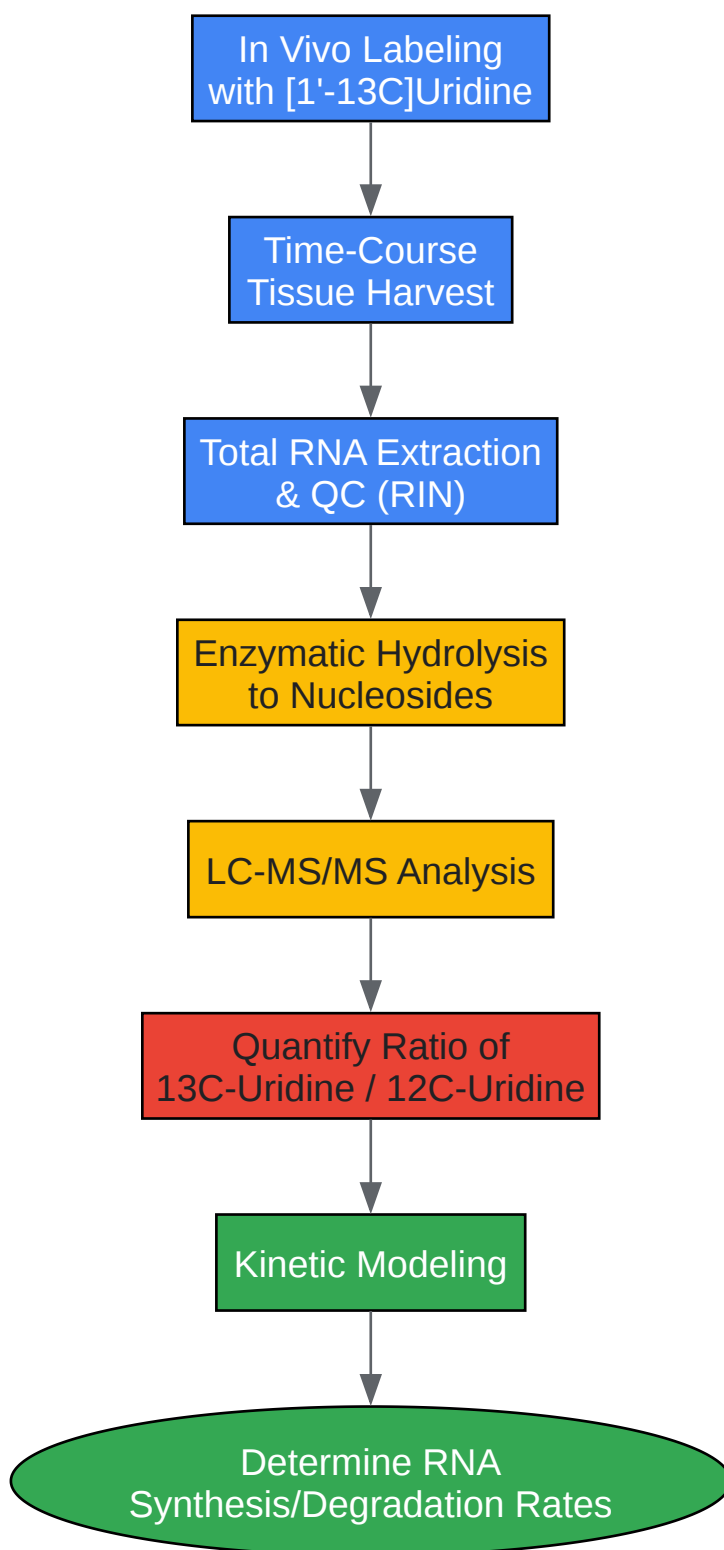 In Vivo Labeling
with [1'-13C]Uridine
Time-Course
Tissue Harvest
Total RNA Extraction
& QC (RIN)
Enzymatic Hydrolysis
to Nucleosides
LC-MS/MS Analysis
Quantify Ratio of
13C-Uridine / 12C-Uridine
Kinetic Modeling
Determine RNA
Synthesis/Degradation Rates